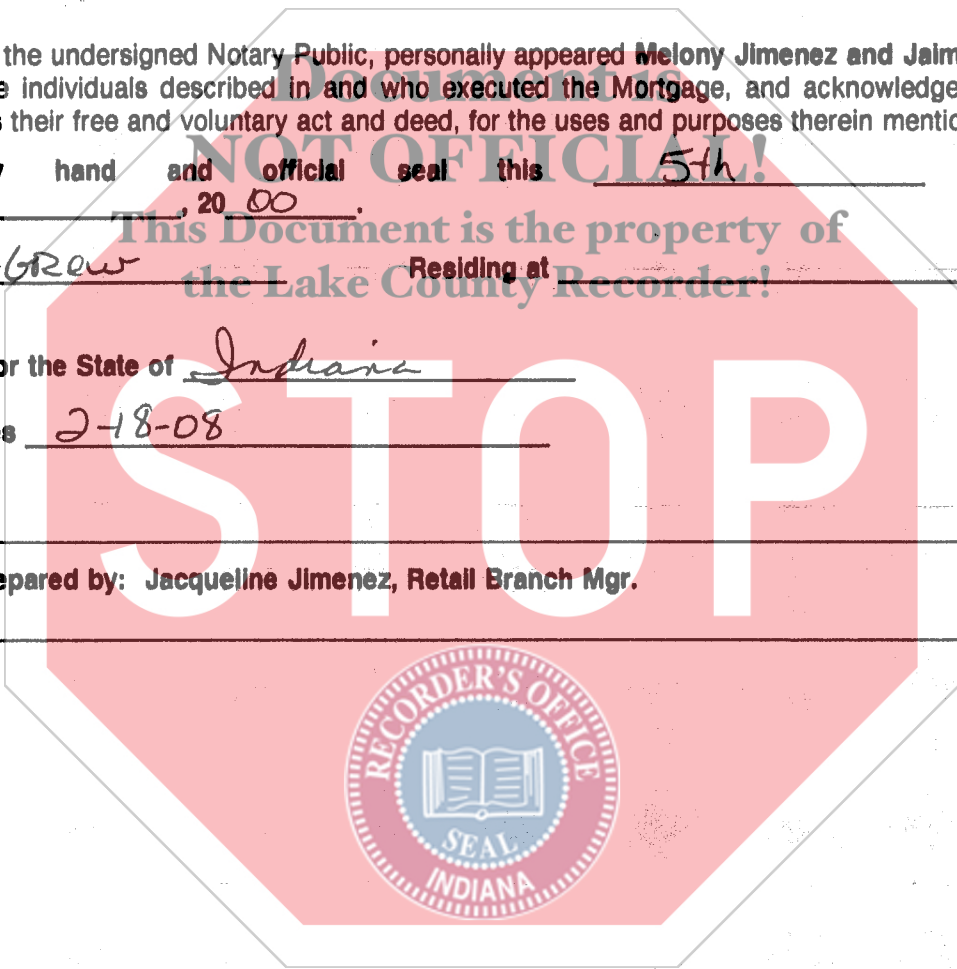 the undersigned Notary Public, personally appeared Melony Jimenez and Jaim
e individuals described in and who executed the Mortgage, and acknowledge
s their free and voluntary act and deed, for the uses and purposes therein mentio
hand and official seal this 5th
, 20 00 .
Grew Residing at
or the State of Indiana
s 2-18-08
epared by: Jacqueline Jimenez, Retail Branch Mgr.
Document is
NOT OFFICIAL!
This Document is the property of
the Lake County Recorder!
STOP
RECORDER'S OFFICE
SEAL
INDIANA